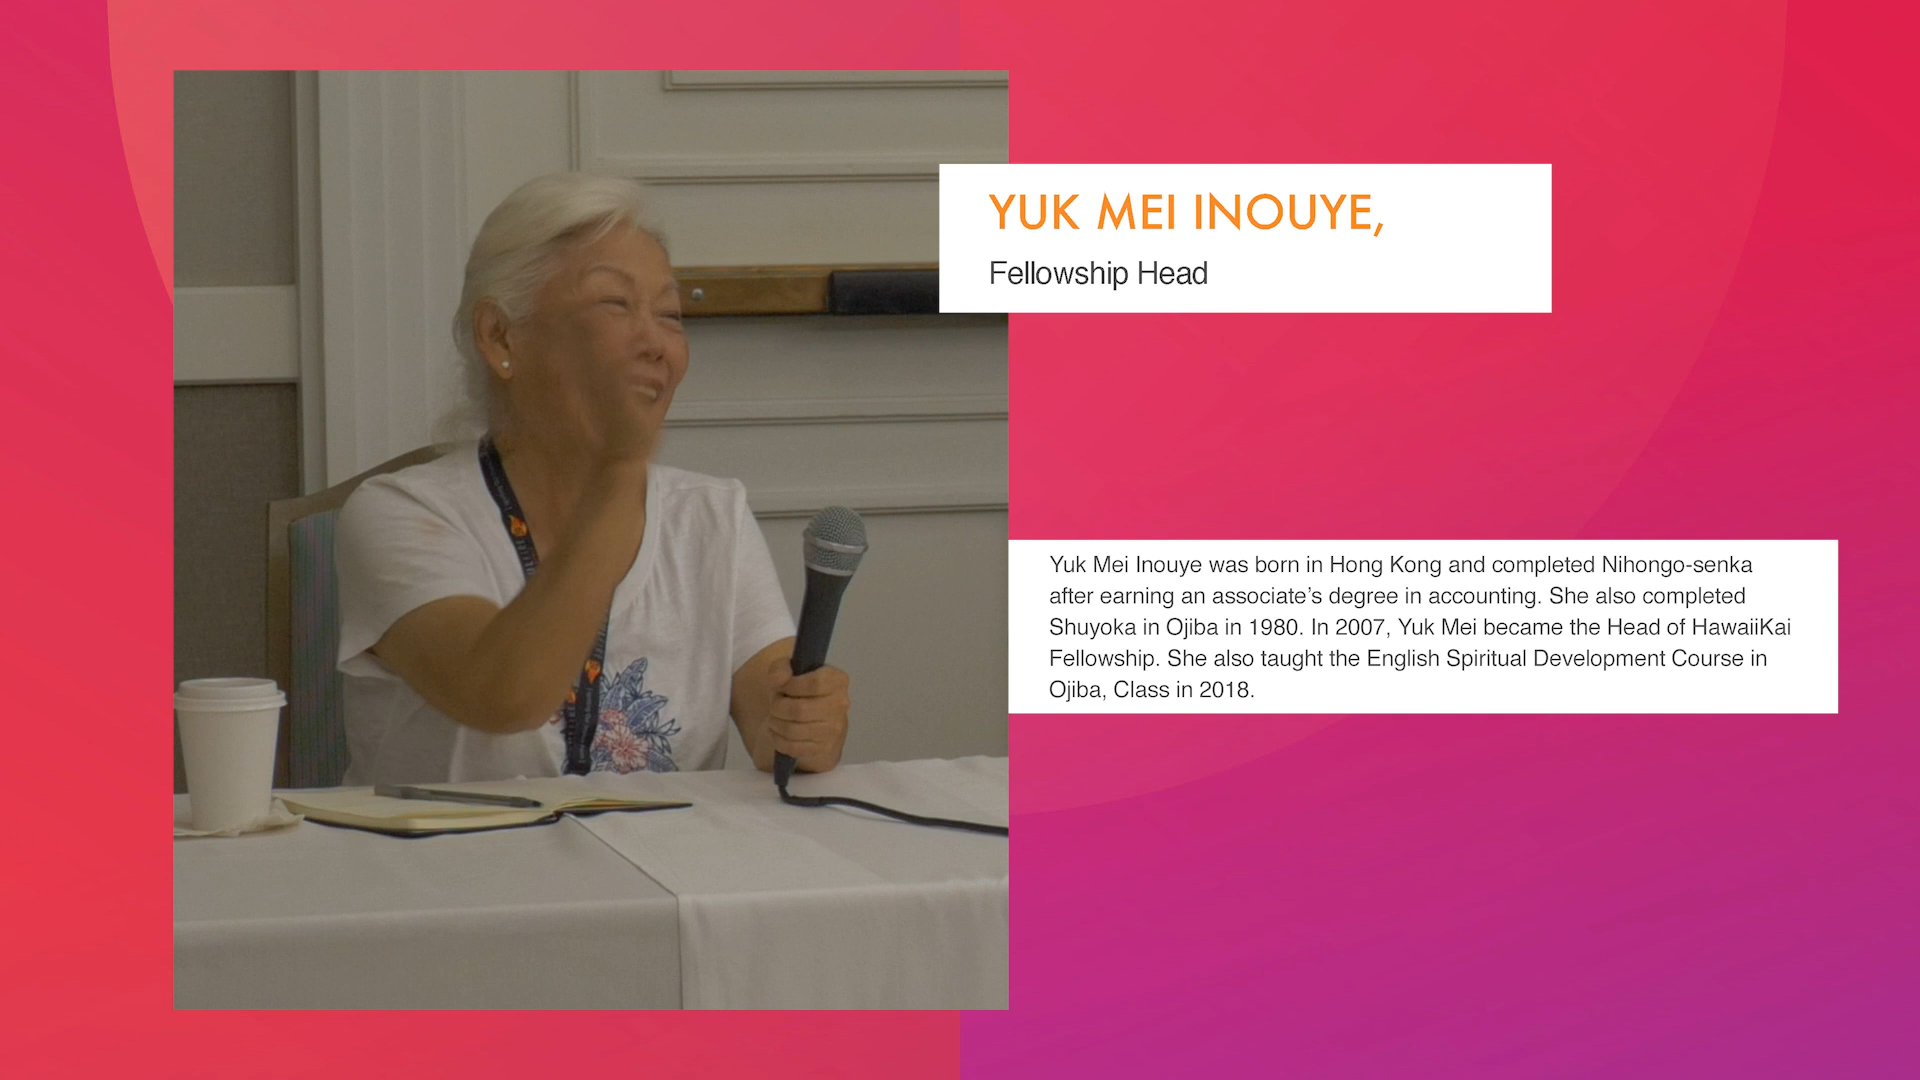 YUK MEI INOUYE,
Fellowship Head
Yuk Mei Inouye was born in Hong Kong and completed Nihongo-senka
after earning an associate’s degree in accounting. She also completed
Shuyoka in Ojiba in 1980. In 2007, Yuk Mei became the Head of HawaiiKai
Fellowship. She also taught the English Spiritual Development Course in
Ojiba, Class in 2018.